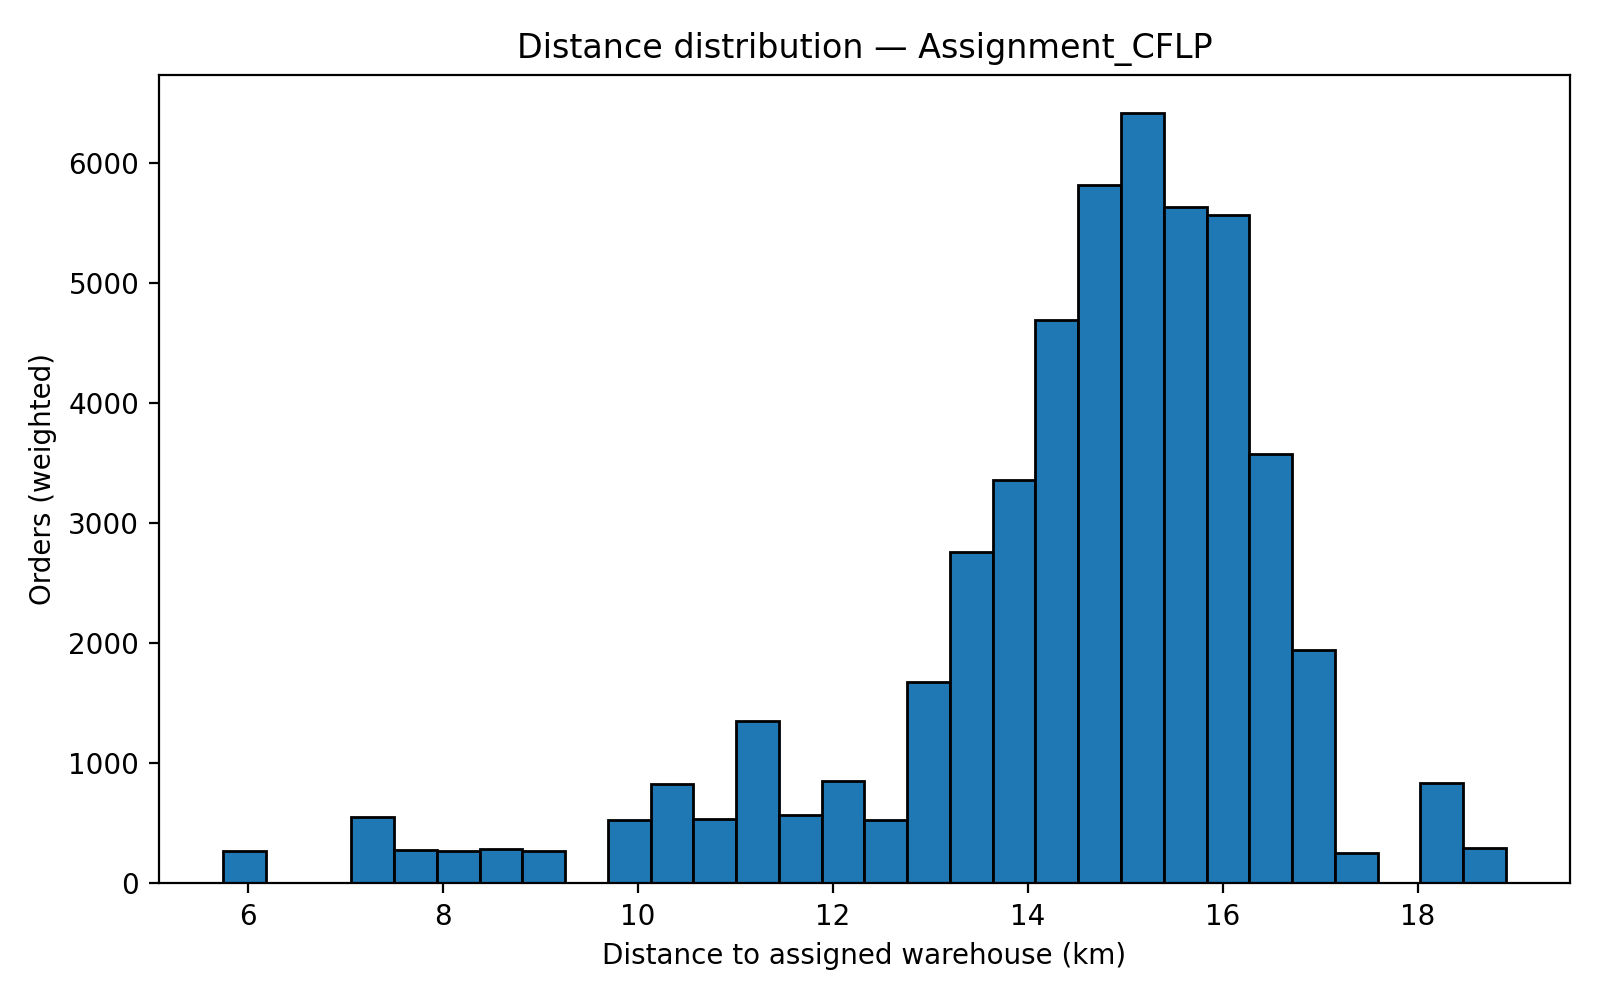 Distance distribution — Assignment_CFLP
Orders (weighted)
6000
5000
4000
3000
2000
1000
0
6 8 10 12 14 16 18
Distance to assigned warehouse (km)